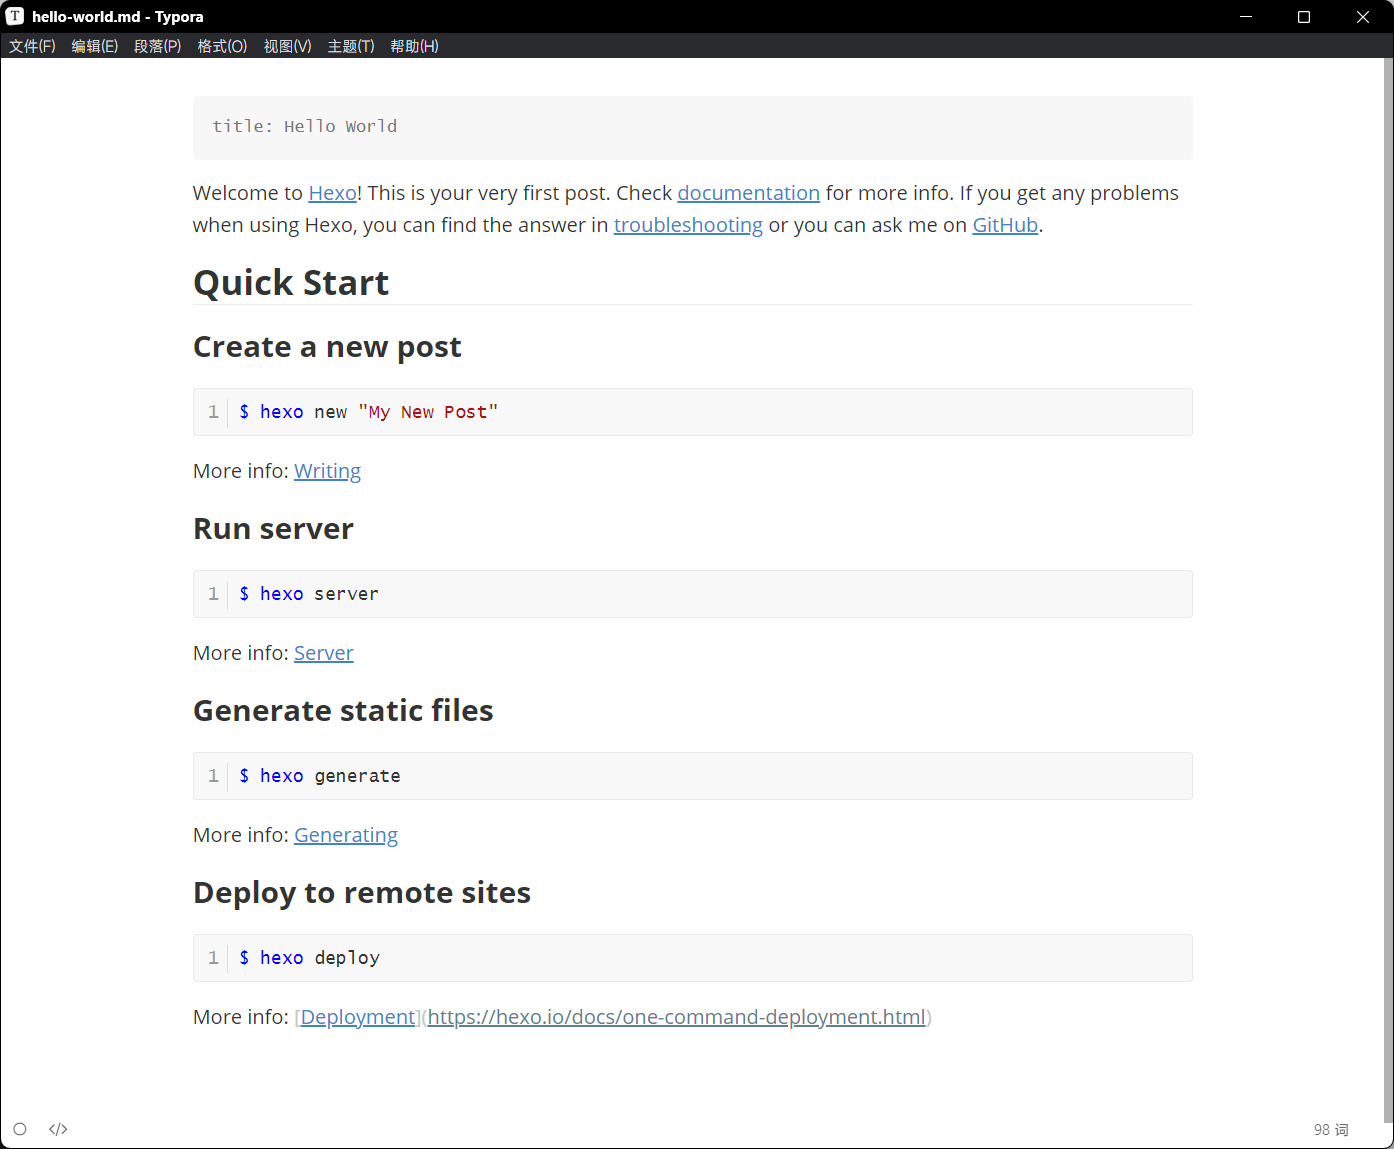 hello-world.md - Typora
文件(F) 编辑(E) 段落(P) 格式(O) 视图(V) 主题(T) 帮助(H)
title: Hello World
Welcome to Hexo! This is your very first post. Check documentation for more info. If you get any problems
when using Hexo, you can find the answer in troubleshooting or you can ask me on GitHub.
Quick Start
Create a new post
1 $ hexo new "My New Post"
More info: Writing
Run server
1 $ hexo server
More info: Server
Generate static files
1 $ hexo generate
More info: Generating
Deploy to remote sites
1 $ hexo deploy
More info: [Deployment](https://hexo.io/docs/one-command-deployment.html)
</> 98 词